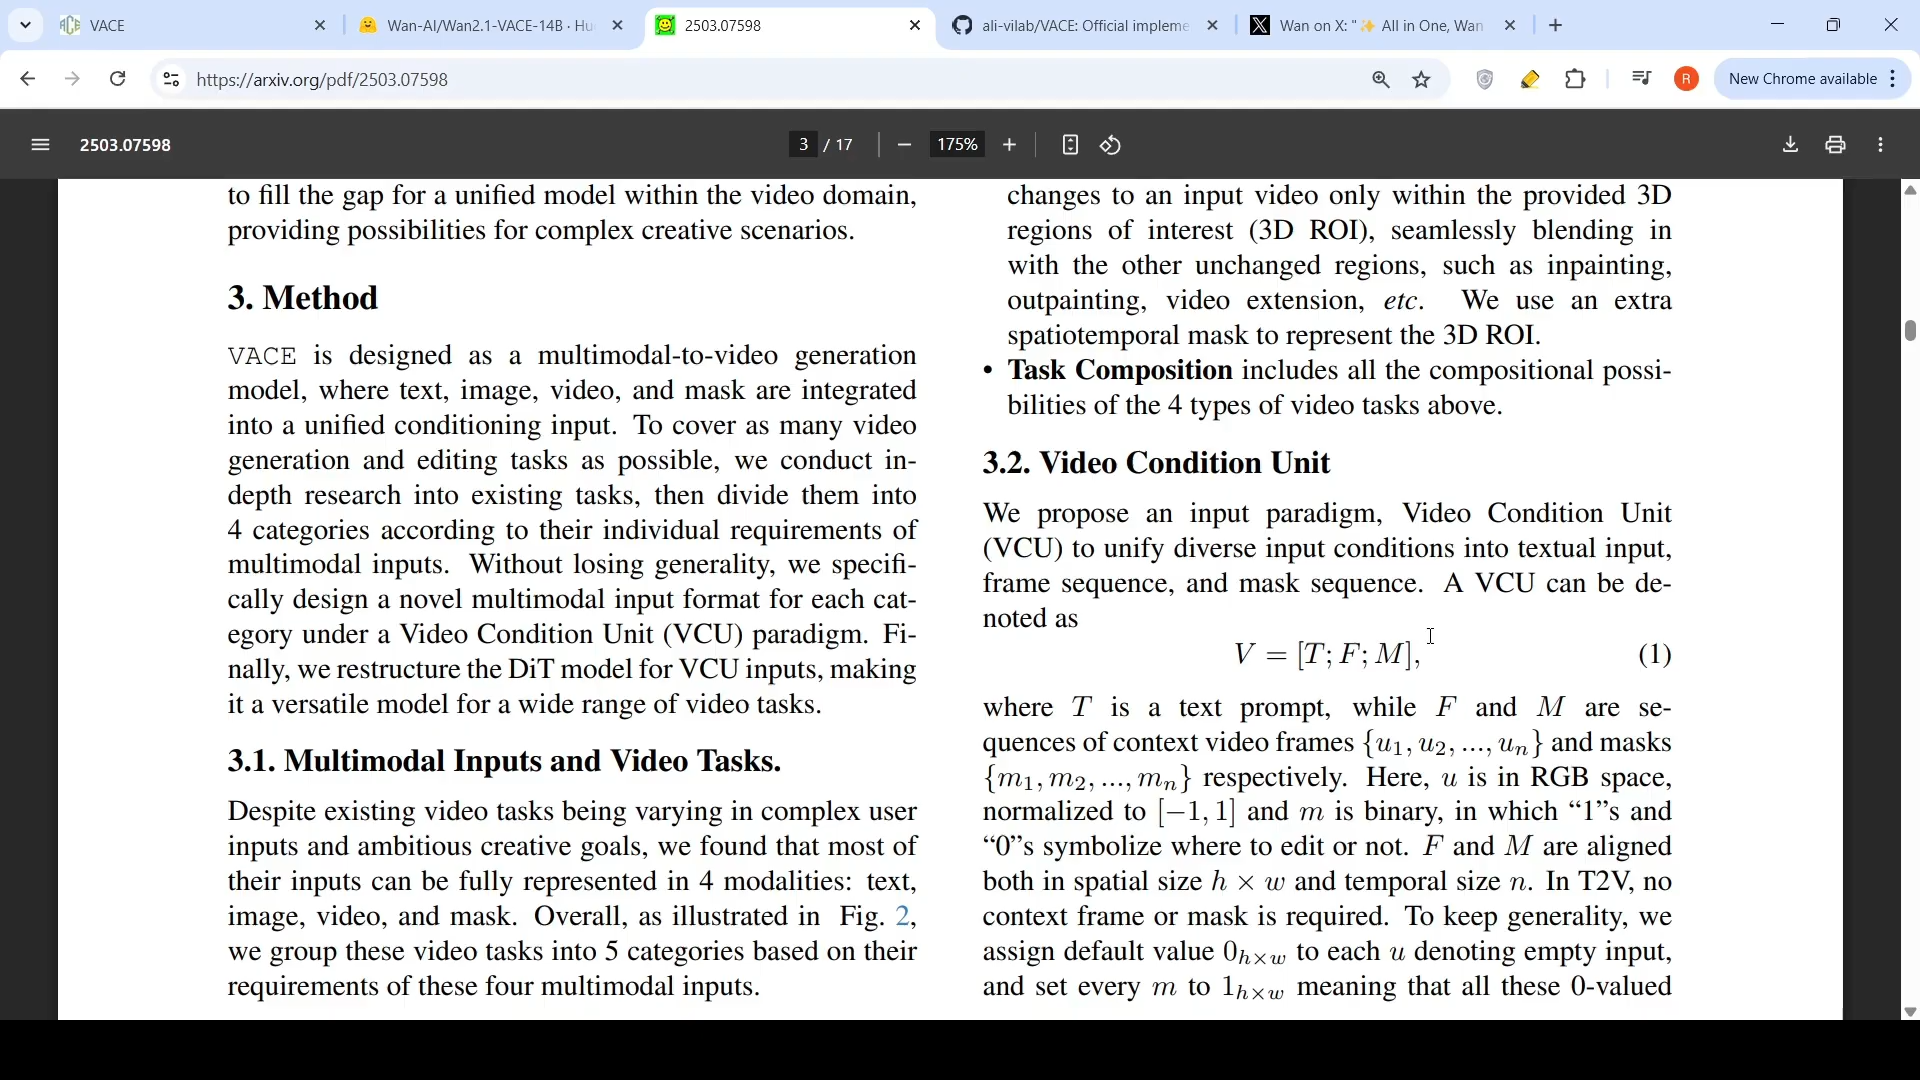 VACE
Wan-AI/Wan2.1-VACE-14B · Hu
2503.07598
ali-vilab/VACE: Official impleme
Wan on X: "✨ All in One, Wan
https://arxiv.org/pdf/2503.07598
R
New Chrome available
2503.07598
3 / 17
175%
to fill the gap for a unified model within the video domain,
providing possibilities for complex creative scenarios.
3. Method
VACE is designed as a multimodal-to-video generation
model, where text, image, video, and mask are integrated
into a unified conditioning input. To cover as many video
generation and editing tasks as possible, we conduct in-
depth research into existing tasks, then divide them into
4 categories according to their individual requirements of
multimodal inputs. Without losing generality, we specifi-
cally design a novel multimodal input format for each cat-
egory under a Video Condition Unit (VCU) paradigm. Fi-
nally, we restructure the DiT model for VCU inputs, making
it a versatile model for a wide range of video tasks.
3.1. Multimodal Inputs and Video Tasks.
Despite existing video tasks being varying in complex user
inputs and ambitious creative goals, we found that most of
their inputs can be fully represented in 4 modalities: text,
image, video, and mask. Overall, as illustrated in Fig. 2,
we group these video tasks into 5 categories based on their
requirements of these four multimodal inputs.
changes to an input video only within the provided 3D
regions of interest (3D ROI), seamlessly blending in
with the other unchanged regions, such as inpainting,
outpainting, video extension, etc. We use an extra
spatiotemporal mask to represent the 3D ROI.
• Task Composition includes all the compositional possi-
bilities of the 4 types of video tasks above.
3.2. Video Condition Unit
We propose an input paradigm, Video Condition Unit
(VCU) to unify diverse input conditions into textual input,
frame sequence, and mask sequence. A VCU can be de-
noted as
V = [T; F; M], (1)
where T is a text prompt, while F and M are se-
quences of context video frames {u₁, u₂, ..., uₙ} and masks
{m₁, m₂, ..., mₙ} respectively. Here, u is in RGB space,
normalized to [−1, 1] and m is binary, in which “1”s and
“0”s symbolize where to edit or not. F and M are aligned
both in spatial size h × w and temporal size n. In T2V, no
context frame or mask is required. To keep generality, we
assign default value 0h×w to each u denoting empty input,
and set every m to 1h×w meaning that all these 0-valued